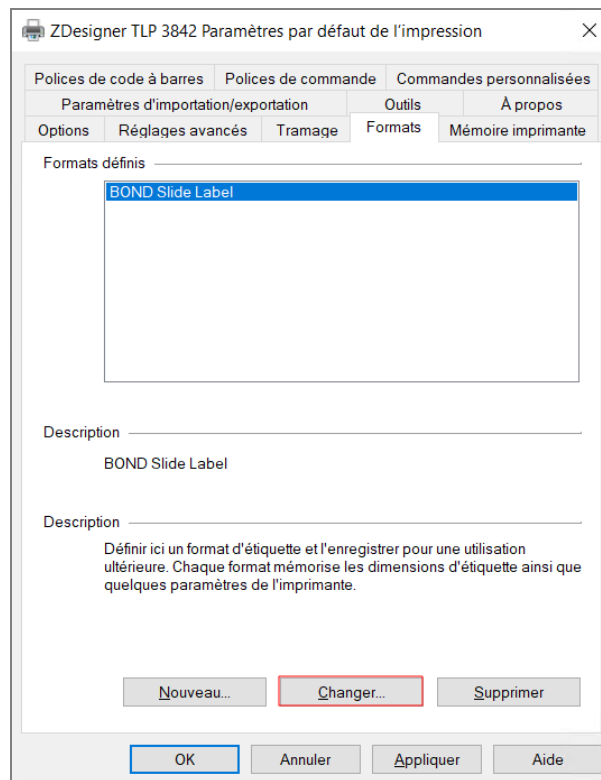 ZDesigner TLP 3842 Paramètres par défaut de l’impression
Polices de code à barres Polices de commande Commandes personnalisées
Paramètres d'importation/exportation Outils À propos
Options Réglages avancés Tramage Formats Mémoire imprimante
Formats définis
BOND Slide Label
Description
BOND Slide Label
Description
Définir ici un format d'étiquette et l'enregistrer pour une utilisation
ultérieure. Chaque format mémorise les dimensions d'étiquette ainsi que
quelques paramètres de l'imprimante.
Nouveau... Changer... Supprimer
OK Annuler Appliquer Aide